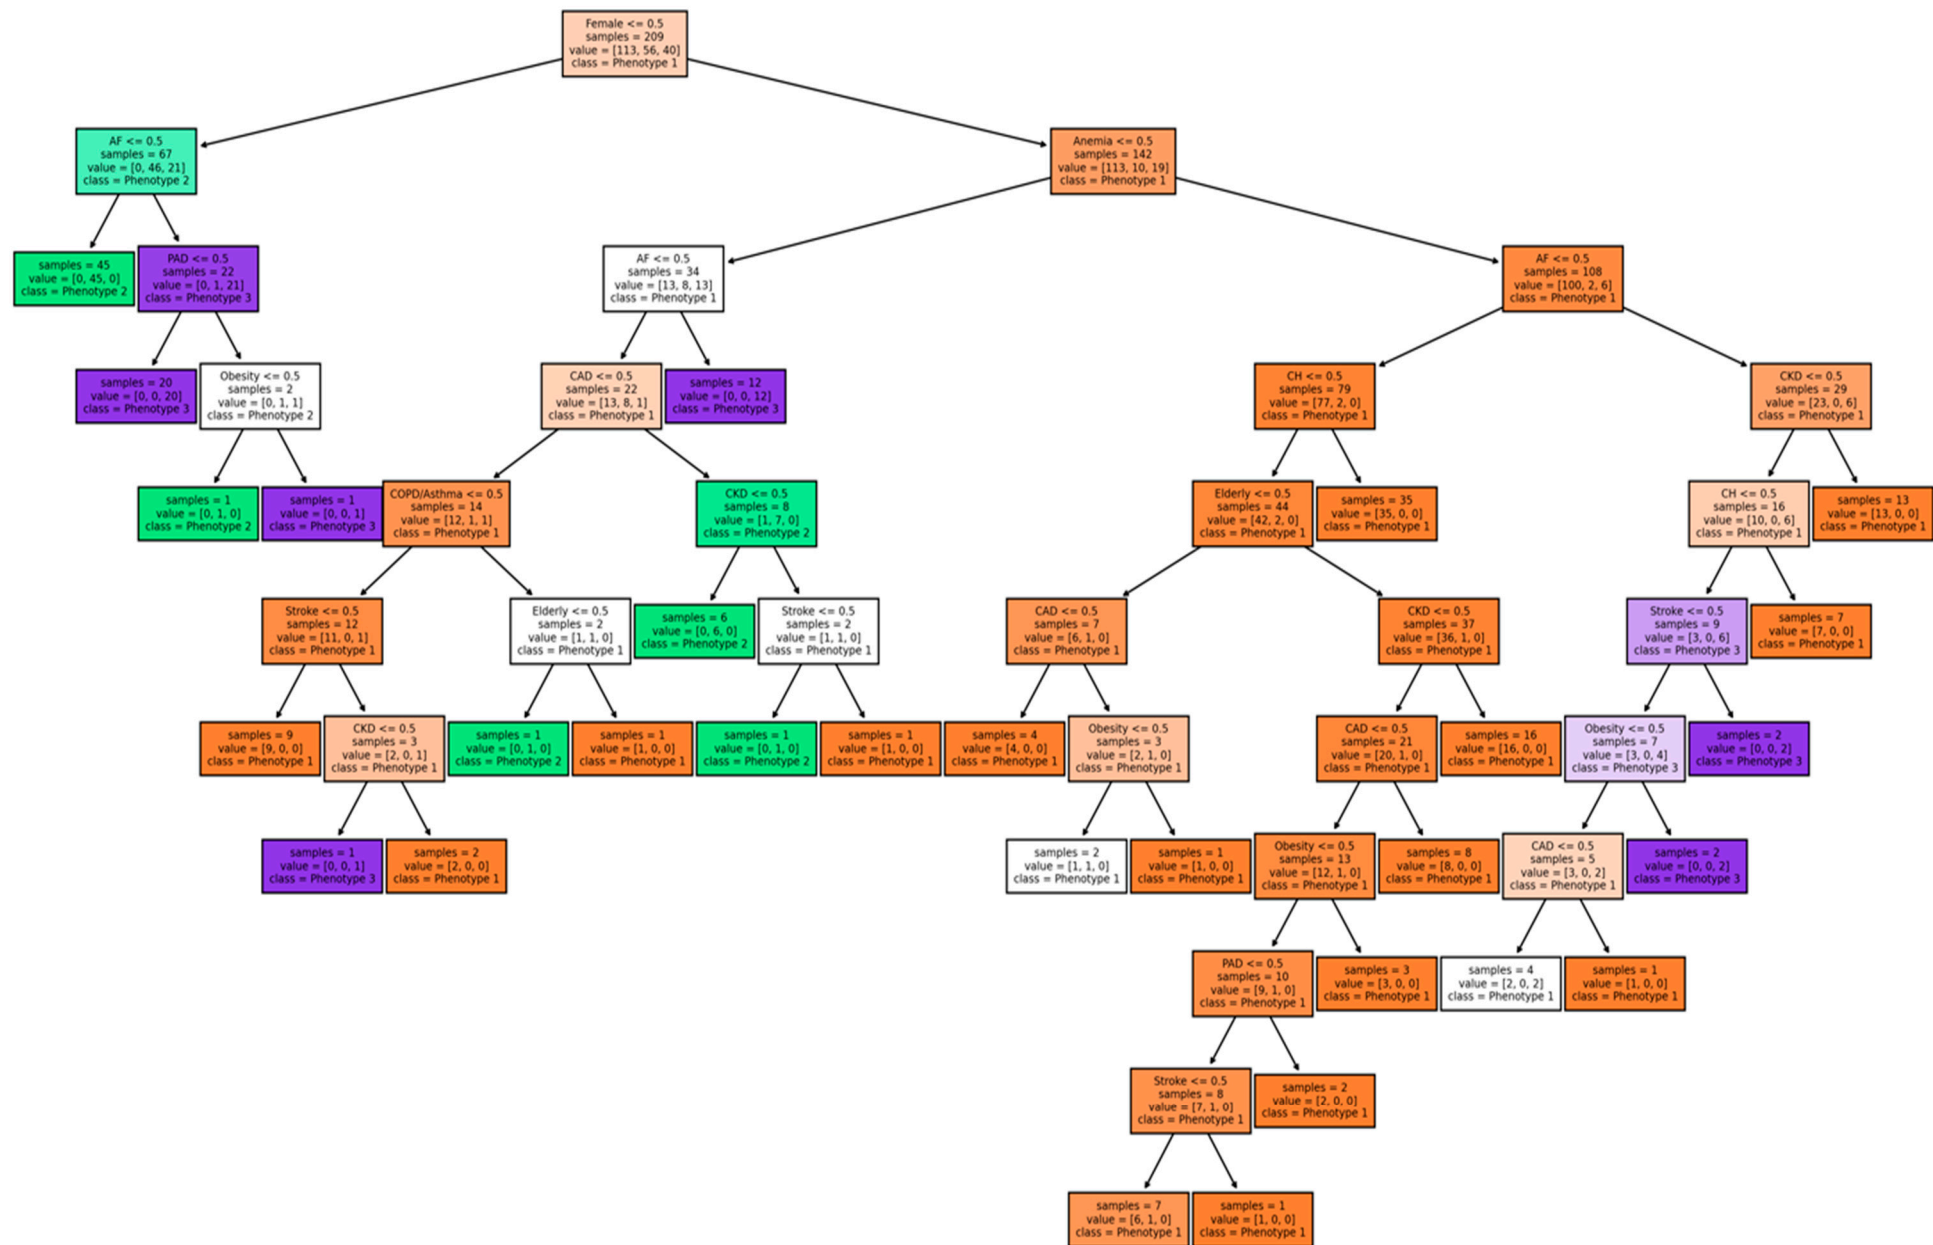 Female <= 0.5
samples = 209
value = [113, 56, 40]
class = Phenotype 1
AF <= 0.5
samples = 67
value = [0, 46, 21]
class = Phenotype 2
Anemia <= 0.5
samples = 142
value = [113, 10, 19]
class = Phenotype 1
samples = 45
value = [0, 45, 0]
class = Phenotype 2
PAD <= 0.5
samples = 22
value = [0, 1, 21]
class = Phenotype 3
AF <= 0.5
samples = 34
value = [13, 8, 13]
class = Phenotype 1
AF <= 0.5
samples = 108
value = [100, 2, 6]
class = Phenotype 1
samples = 20
value = [0, 0, 20]
class = Phenotype 3
Obesity <= 0.5
samples = 2
value = [0, 1, 1]
class = Phenotype 2
CAD <= 0.5
samples = 22
value = [13, 8, 1]
class = Phenotype 1
samples = 12
value = [0, 0, 12]
class = Phenotype 3
CH <= 0.5
samples = 79
value = [77, 2, 0]
class = Phenotype 1
CKD <= 0.5
samples = 29
value = [23, 0, 6]
class = Phenotype 1
samples = 1
value = [0, 1, 0]
class = Phenotype 2
samples = 1
value = [0, 0, 1]
class = Phenotype 3
COPD/Asthma <= 0.5
samples = 14
value = [12, 1, 1]
class = Phenotype 1
CKD <= 0.5
samples = 8
value = [1, 7, 0]
class = Phenotype 2
Elderly <= 0.5
samples = 44
value = [42, 2, 0]
class = Phenotype 1
samples = 35
value = [35, 0, 0]
class = Phenotype 1
CH <= 0.5
samples = 16
value = [10, 0, 6]
class = Phenotype 1
samples = 13
value = [13, 0, 0]
class = Phenotype 1
Stroke <= 0.5
samples = 12
value = [11, 0, 1]
class = Phenotype 1
Elderly <= 0.5
samples = 2
value = [1, 1, 0]
class = Phenotype 1
samples = 6
value = [0, 6, 0]
class = Phenotype 2
Stroke <= 0.5
samples = 2
value = [1, 1, 0]
class = Phenotype 1
CAD <= 0.5
samples = 7
value = [6, 1, 0]
class = Phenotype 1
CKD <= 0.5
samples = 37
value = [36, 1, 0]
class = Phenotype 1
Stroke <= 0.5
samples = 9
value = [3, 0, 6]
class = Phenotype 3
samples = 7
value = [7, 0, 0]
class = Phenotype 1
samples = 9
value = [9, 0, 0]
class = Phenotype 1
CKD <= 0.5
samples = 3
value = [2, 0, 1]
class = Phenotype 1
samples = 1
value = [0, 1, 0]
class = Phenotype 2
samples = 1
value = [1, 0, 0]
class = Phenotype 1
samples = 1
value = [0, 1, 0]
class = Phenotype 2
samples = 1
value = [1, 0, 0]
class = Phenotype 1
samples = 4
value = [4, 0, 0]
class = Phenotype 1
Obesity <= 0.5
samples = 3
value = [2, 1, 0]
class = Phenotype 1
CAD <= 0.5
samples = 21
value = [20, 1, 0]
class = Phenotype 1
samples = 16
value = [16, 0, 0]
class = Phenotype 1
Obesity <= 0.5
samples = 7
value = [3, 0, 4]
class = Phenotype 3
samples = 2
value = [0, 0, 2]
class = Phenotype 3
samples = 1
value = [0, 0, 1]
class = Phenotype 3
samples = 2
value = [2, 0, 0]
class = Phenotype 1
samples = 2
value = [1, 1, 0]
class = Phenotype 1
samples = 1
value = [1, 0, 0]
class = Phenotype 1
Obesity <= 0.5
samples = 13
value = [12, 1, 0]
class = Phenotype 1
samples = 8
value = [8, 0, 0]
class = Phenotype 1
CAD <= 0.5
samples = 5
value = [3, 0, 2]
class = Phenotype 1
samples = 2
value = [0, 0, 2]
class = Phenotype 3
PAD <= 0.5
samples = 10
value = [9, 1, 0]
class = Phenotype 1
samples = 3
value = [3, 0, 0]
class = Phenotype 1
samples = 4
value = [2, 0, 2]
class = Phenotype 1
samples = 1
value = [1, 0, 0]
class = Phenotype 1
Stroke <= 0.5
samples = 8
value = [7, 1, 0]
class = Phenotype 1
samples = 2
value = [2, 0, 0]
class = Phenotype 1
samples = 7
value = [6, 1, 0]
class = Phenotype 1
samples = 1
value = [1, 0, 0]
class = Phenotype 1